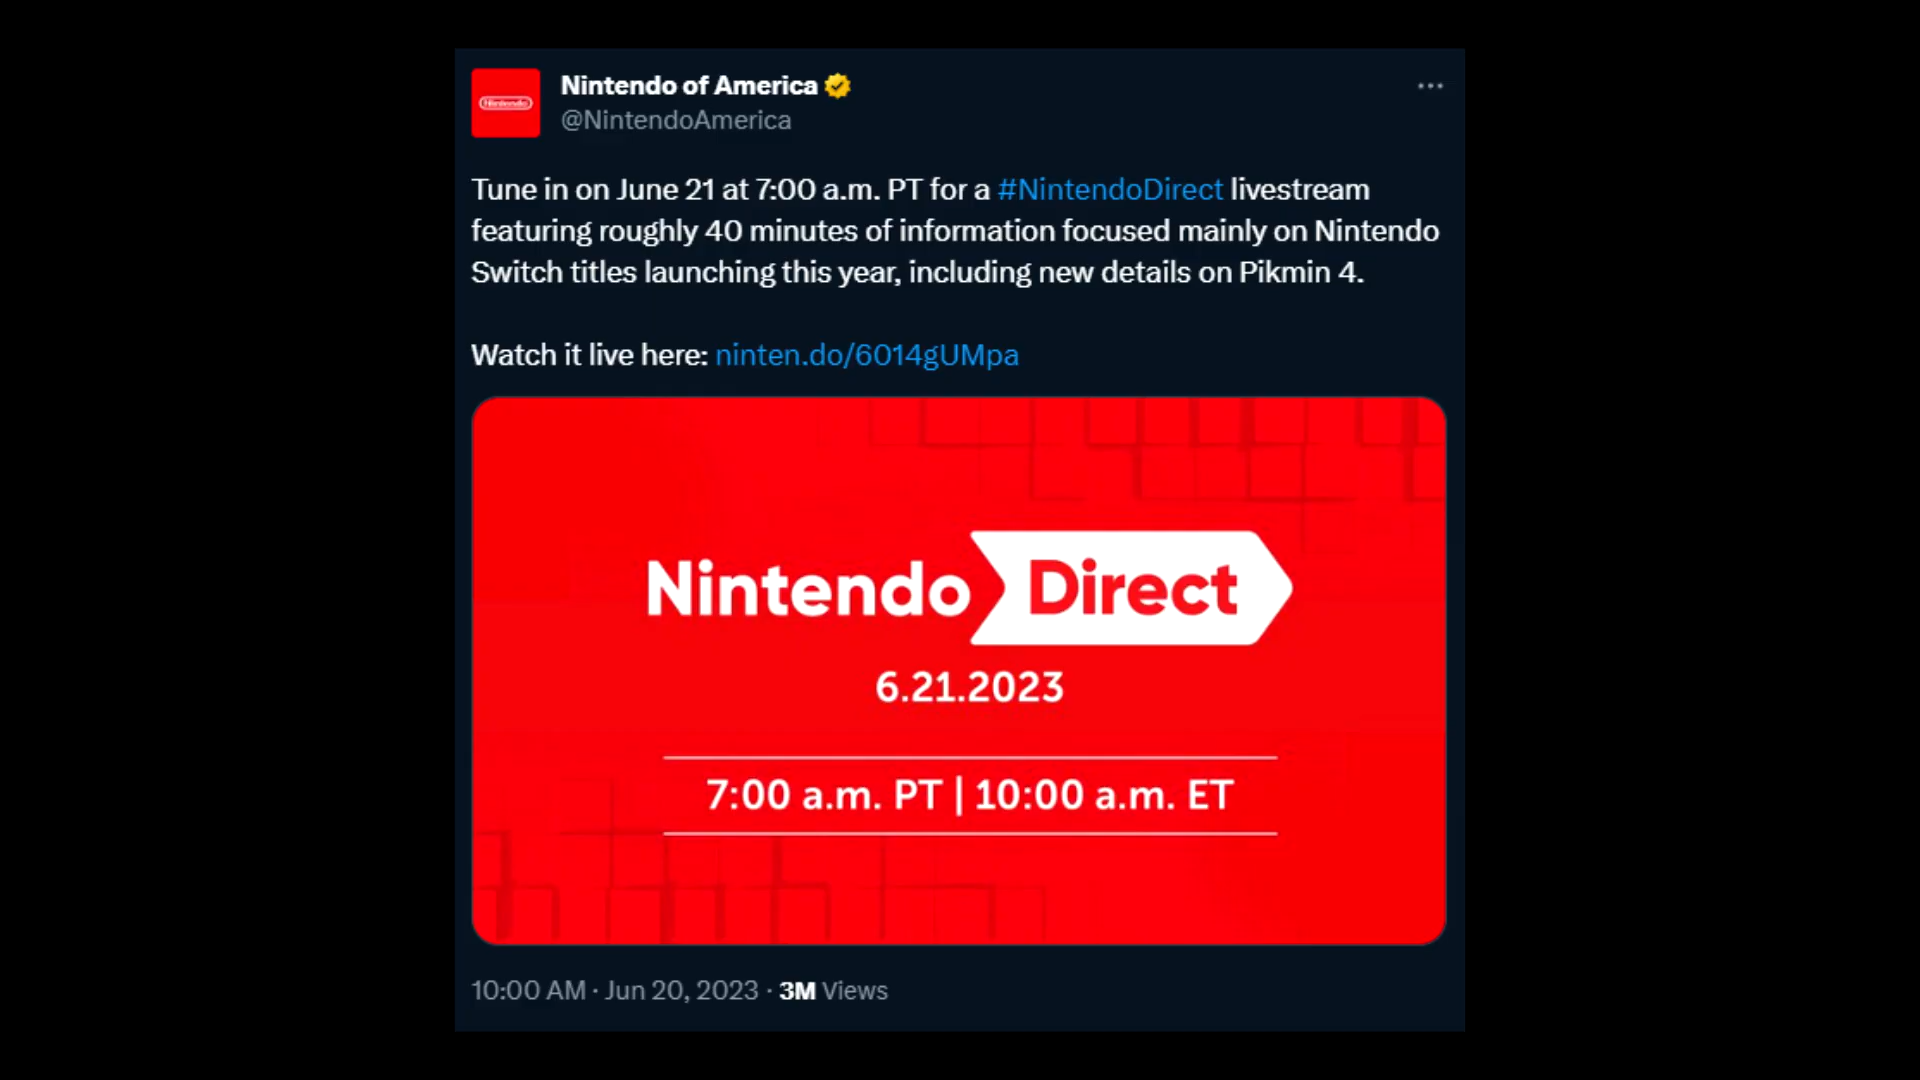 Nintendo
Nintendo of America
@NintendoAmerica
Tune in on June 21 at 7:00 a.m. PT for a #NintendoDirect livestream
featuring roughly 40 minutes of information focused mainly on Nintendo
Switch titles launching this year, including new details on Pikmin 4.
Watch it live here: ninten.do/6014gUMpa
Nintendo Direct
6.21.2023
7:00 a.m. PT | 10:00 a.m. ET
10:00 AM · Jun 20, 2023 · 3M Views